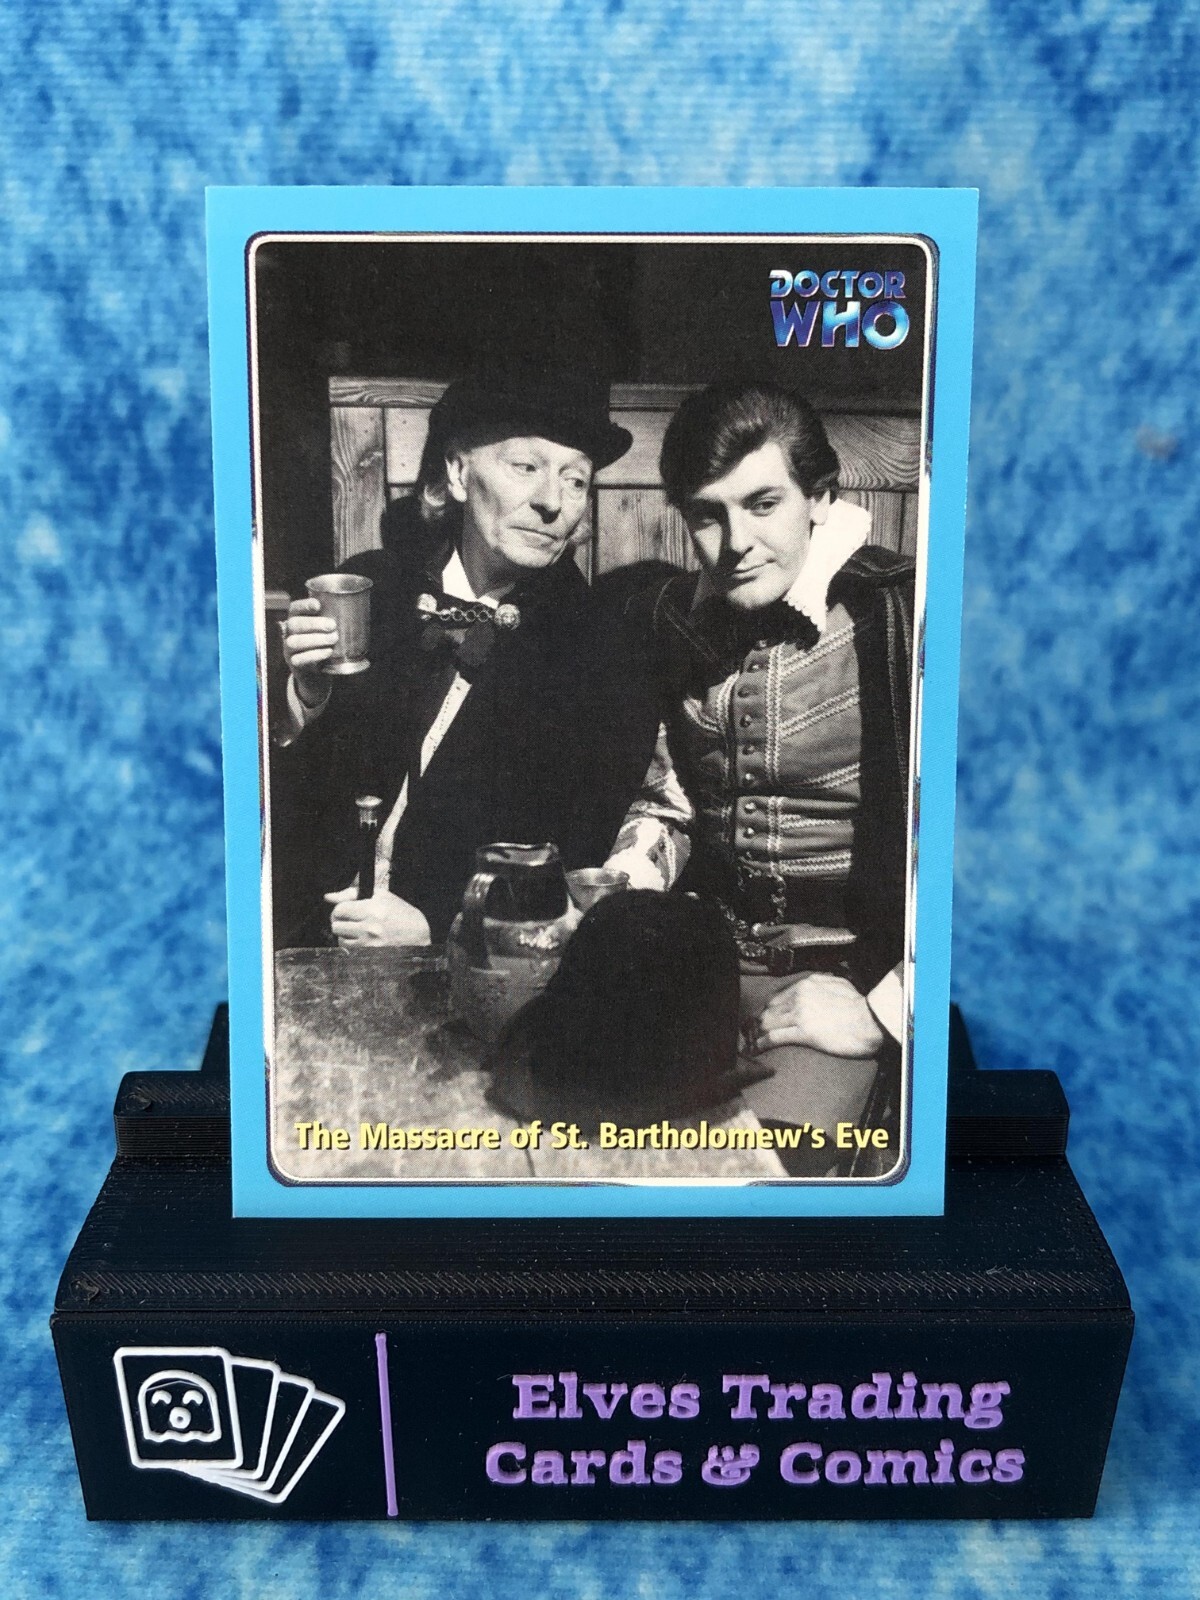 DOCTOR
WHO
The Massacre of St. Bartholomew's Eve
Elves Trading
Cards & Comics